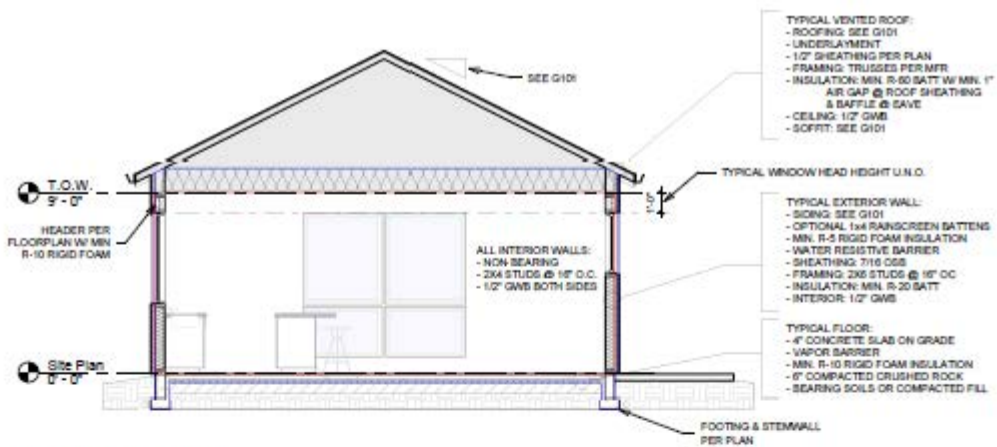 TYPICAL VENTED ROOF:
- ROOFING: SEE G101
- UNDERLAYMENT
- 1/2" SHEATHING PER PLAN
- FRAMING: TRUSSES PER MFR
- INSULATION: MIN. R-60 BATT W/ MIN. 1"
AIR GAP @ ROOF SHEATHING
& BAFFLE @ EAVE
- CEILING: 1/2" GWB
- SOFFIT: SEE G101
SEE G101
TYPICAL WINDOW HEAD HEIGHT U.N.O.
T.O.W.
9' - 0"
1'-0"
HEADER PER
FLOORPLAN W/ MIN
R-10 RIGID FOAM
ALL INTERIOR WALLS:
- NON-BEARING
- 2X4 STUDS @ 16" O.C.
- 1/2" GWB BOTH SIDES
TYPICAL EXTERIOR WALL:
- SIDING: SEE G101
- OPTIONAL 1x4 RAINSCREEN BATTENS
- MIN. R-5 RIGID FOAM INSULATION
- WATER RESISTIVE BARRIER
- SHEATHING: 7/16 OSB
- FRAMING: 2X6 STUDS @ 16" OC
- INSULATION: MIN. R-20 BATT
- INTERIOR: 1/2" GWB
TYPICAL FLOOR:
- 4" CONCRETE SLAB ON GRADE
- VAPOR BARRIER
- MIN. R-10 RIGID FOAM INSULATION
- 6" COMPACTED CRUSHED ROCK
- BEARING SOILS OR COMPACTED FILL
Site Plan
0' - 0"
FOOTING & STEMWALL
PER PLAN